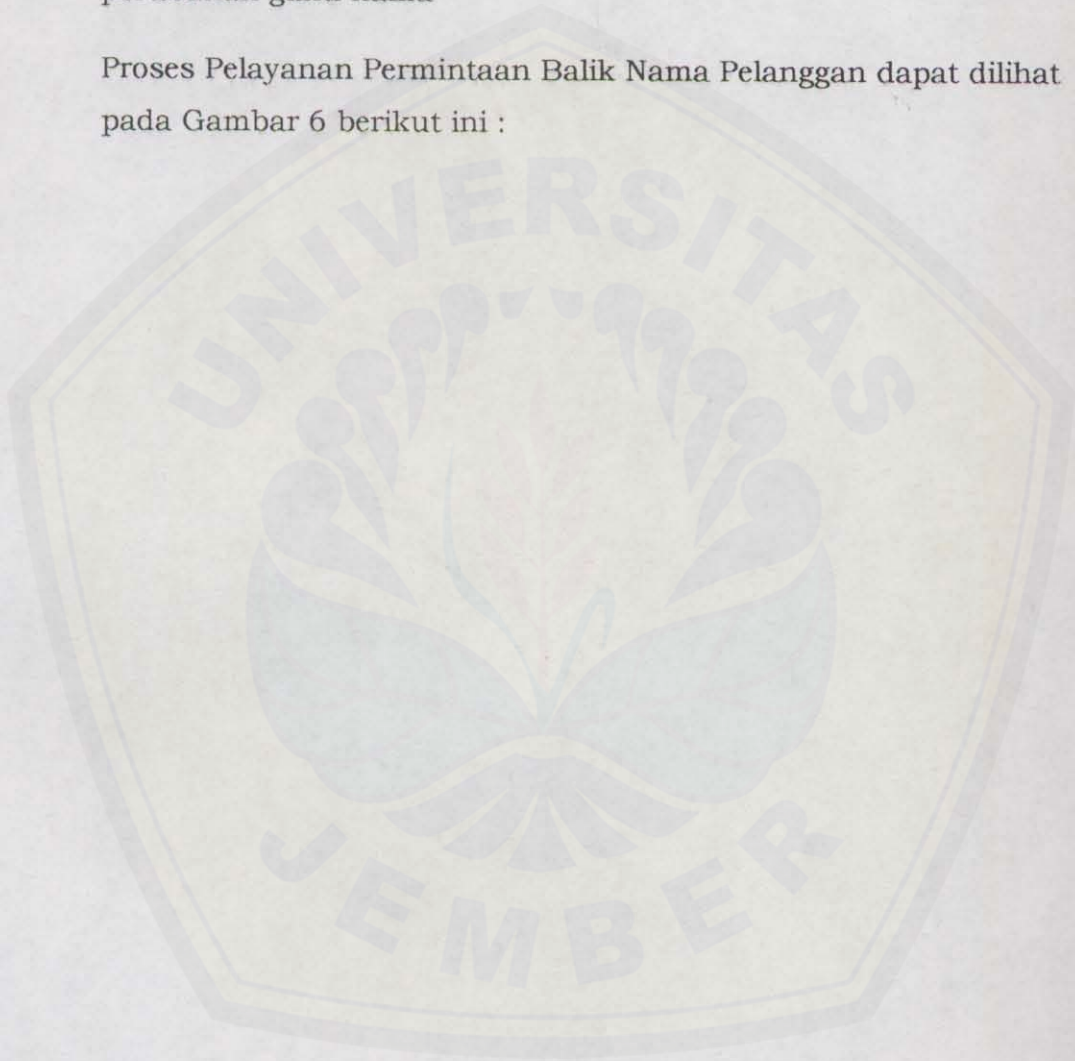 Proses Pelayanan Permintaan Balik Nama Pelanggan dapat dilihat
pada Gambar 6 berikut ini :
UNIVERSITAS
JEMBER